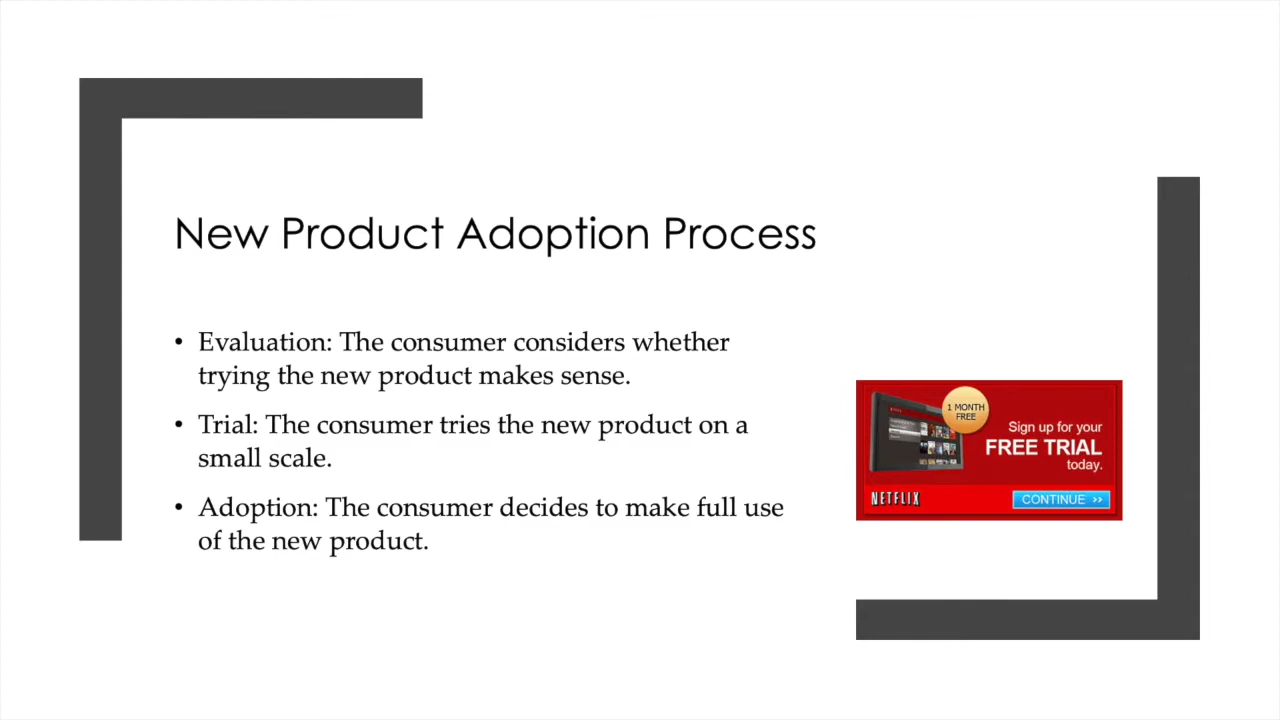 New Product Adoption Process
• Evaluation: The consumer considers whether
trying the new product makes sense.
• Trial: The consumer tries the new product on a
small scale.
• Adoption: The consumer decides to make full use
of the new product.
1 MONTH
FREE
Sign up for your
FREE TRIAL
today.
NETFLIX
CONTINUE >>